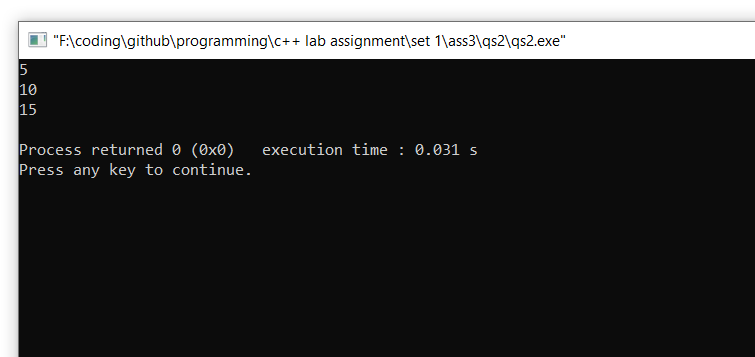 "F:\coding\github\programming\c++ lab assignment\set 1\ass3\qs2\qs2.exe"
5
10
15
Process returned 0 (0x0)   execution time : 0.031 s
Press any key to continue.